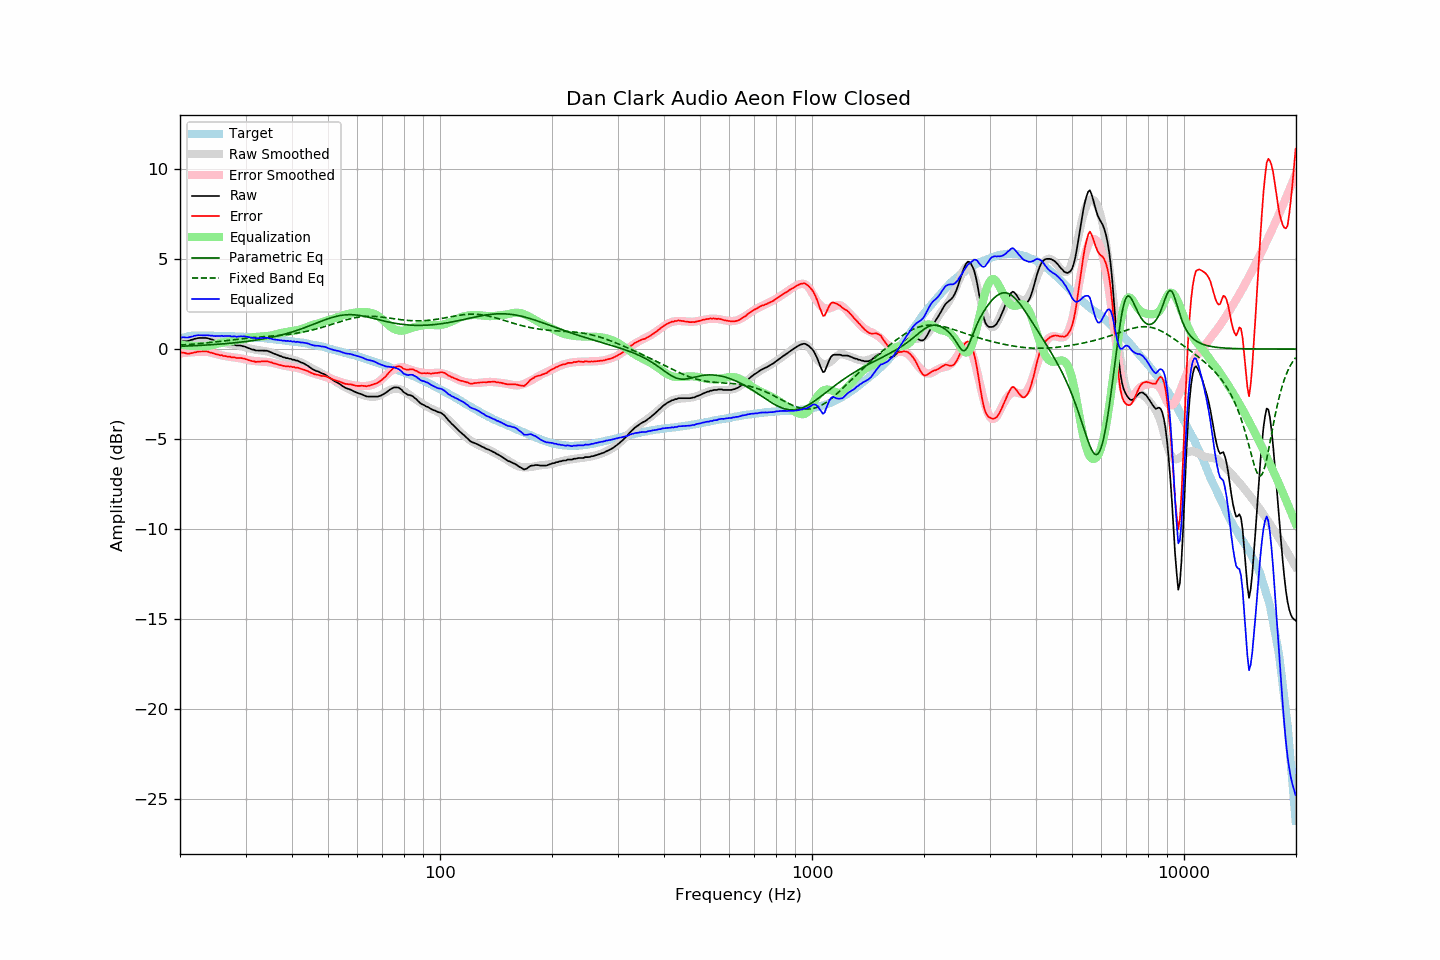 Dan Clark Audio Aeon Flow Closed
Target
Raw Smoothed
Error Smoothed
Raw
Error
Equalization
Parametric Eq
Fixed Band Eq
Equalized
10
5
0
−5
−10
−15
−20
−25
Amplitude (dBr)
100
1000
10000
Frequency (Hz)